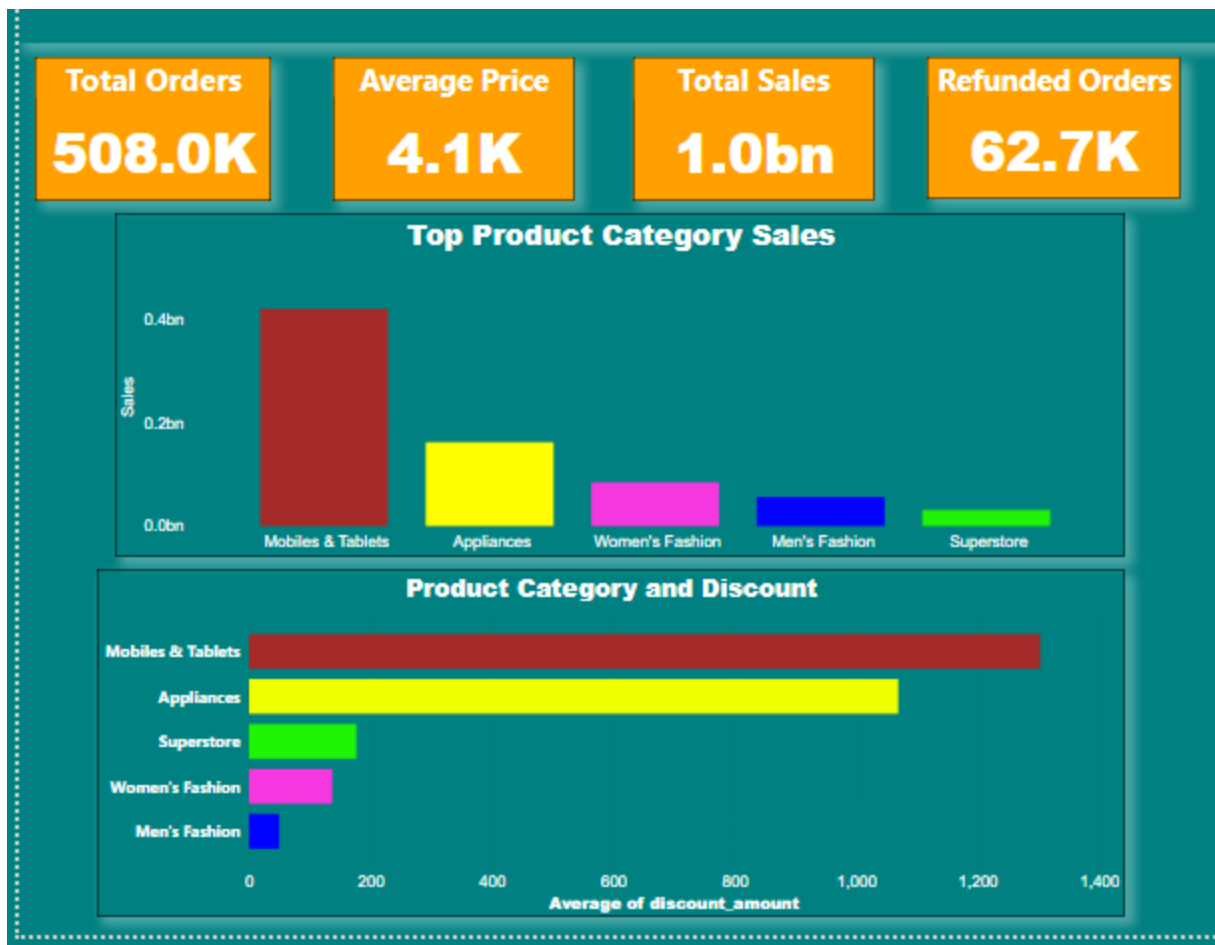 Total Orders
Average Price
Total Sales
Refunded Orders
508.0K
4.1K
1.0bn
62.7K
Top Product Category Sales
Sales
0.4bn
0.2bn
0.0bn
Mobiles & Tablets
Appliances
Women's Fashion
Men's Fashion
Superstore
Product Category and Discount
Mobiles & Tablets
Appliances
Superstore
Women's Fashion
Men's Fashion
0 200 400 600 800 1,000 1,200 1,400
Average of discount_amount